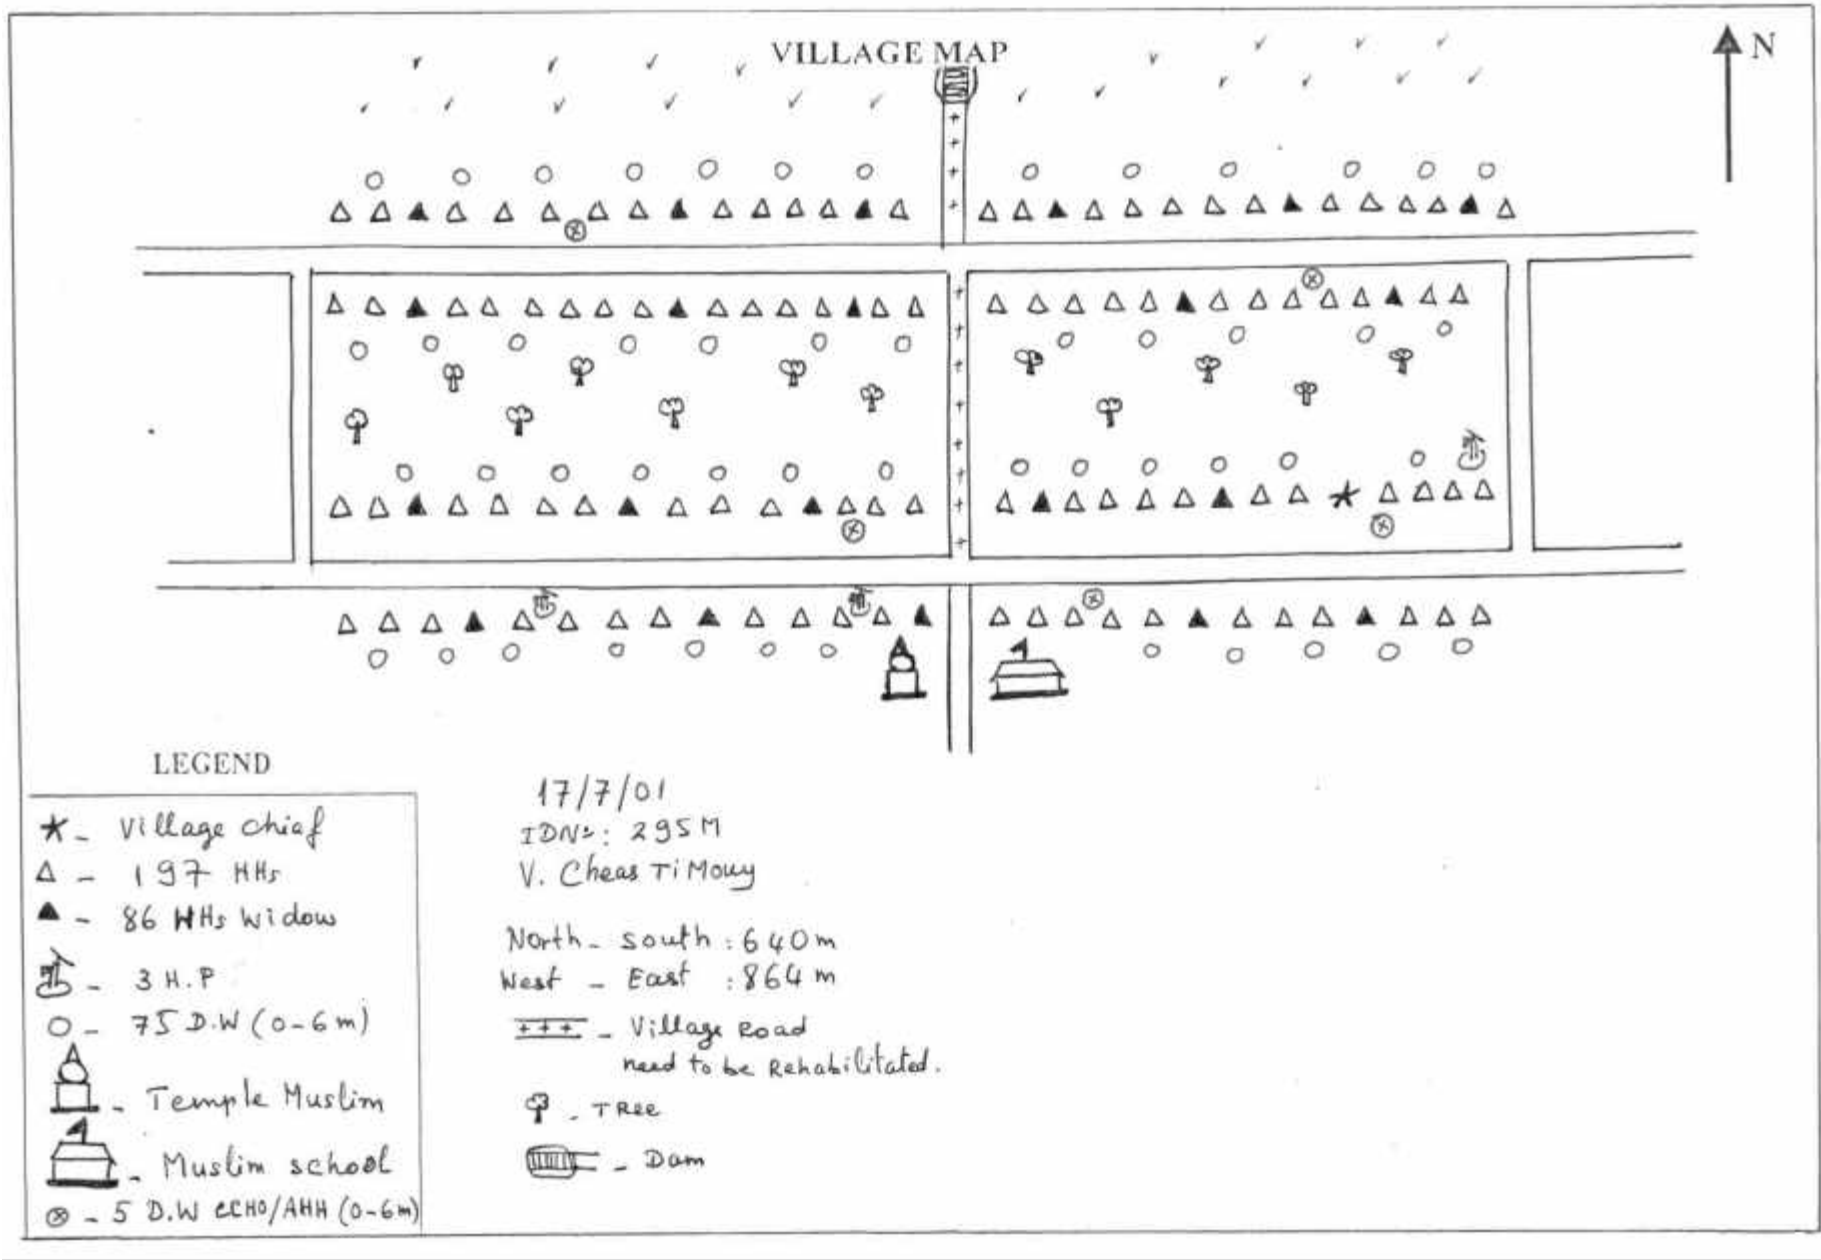 VILLAGE MAP
N
LEGEND
Village chief
197 HHs
86 HHs Widow
3 H.P
75 D.W (0-6m)
Temple Muslim
Muslim school
5 D.W ECHO/AHH (0-6m)
17/7/01
IDNº: 295M
V. Cheas Ti Mouy
North - South : 640m
West - East : 864m
+++ - Village Road
need to be Rehabilitated.
Tree
Dam